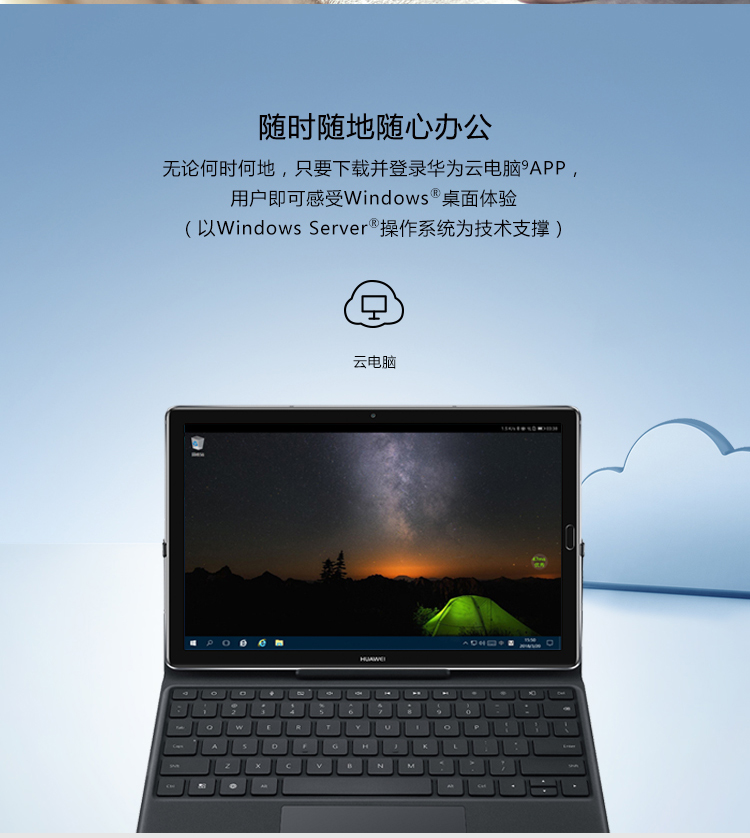 随时随地随心办公
无论何时何地，只要下载并登录华为云电脑⁹APP，
用户即可感受Windows®桌面体验
（以Windows Server®操作系统为技术支撑）
云电脑
HUAWEI
Q W E R T Y U I O P
A S D F G H J K L
Z X C V B N M